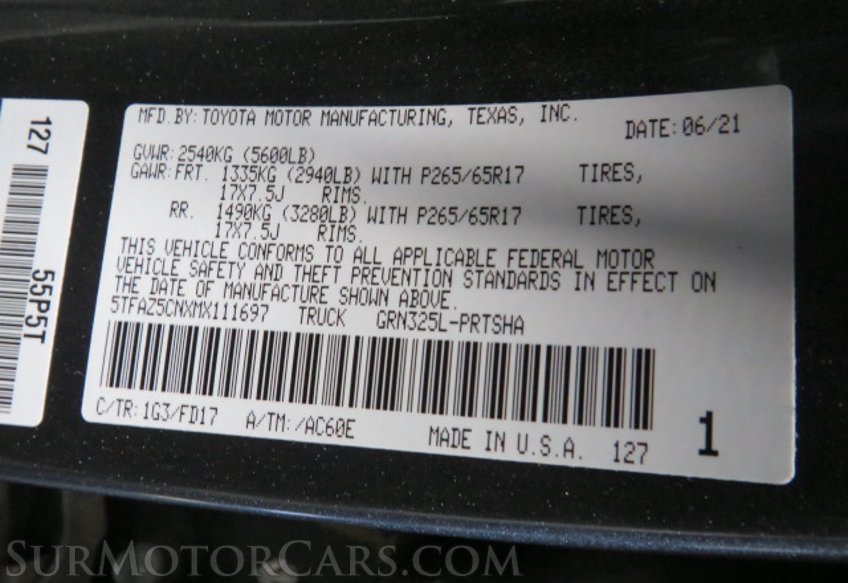 127
55P5T
MFD.BY:TOYOTA MOTOR MANUFACTURING, TEXAS, INC.
DATE:06/21
GVWR:2540KG (5600LB)
GAWR:FRT. 1335KG (2940LB) WITH P265/65R17 TIRES,
17X7.5J RIMS.
RR. 1490KG (3280LB) WITH P265/65R17 TIRES,
17X7.5J RIMS.
THIS VEHICLE CONFORMS TO ALL APPLICABLE FEDERAL MOTOR
VEHICLE SAFETY AND THEFT PREVENTION STANDARDS IN EFFECT ON
THE DATE OF MANUFACTURE SHOWN ABOVE.
5TFAZ5CNXMX111697 TRUCK GRN325L-PRTSHA
C/TR:1G3/FD17 A/TM:/AC60E MADE IN U.S.A. 127 1
SurMotorCars.com